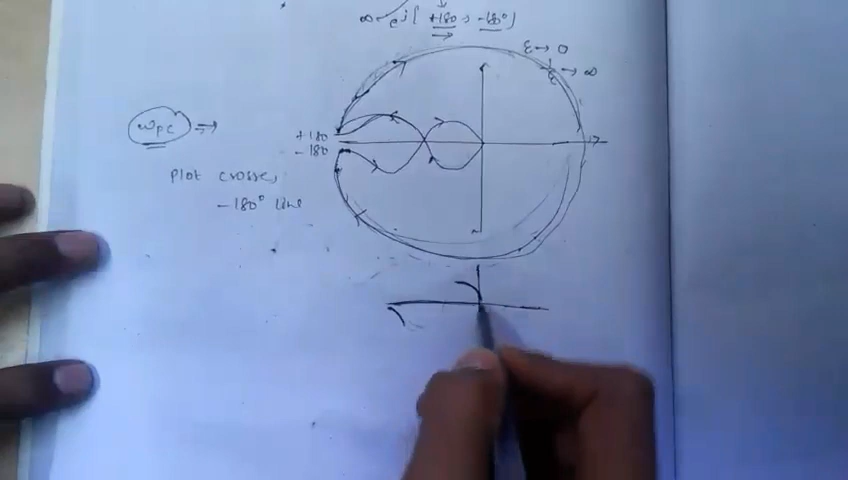 ∞ e^j( +180 → -180°)
ε → 0
1/ε → ∞
ωpc ⇒
+180
- 180
Plot crosses
-180° line